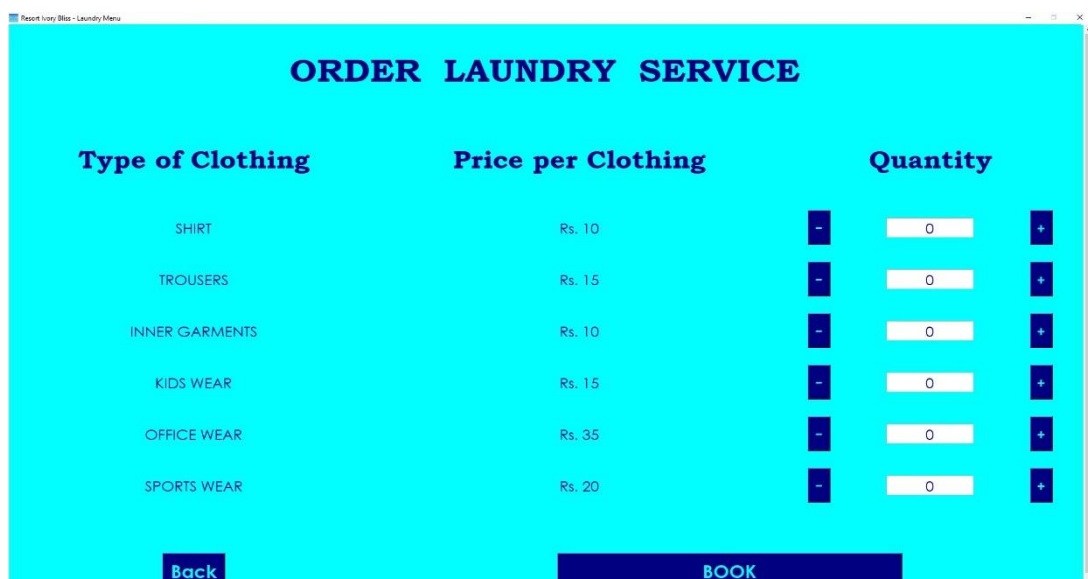 Resort Ivory Bliss - Laundry Menu
ORDER LAUNDRY SERVICE
Type of Clothing Price per Clothing Quantity
SHIRT Rs. 10 - 0 +
TROUSERS Rs. 15 - 0 +
INNER GARMENTS Rs. 10 - 0 +
KIDS WEAR Rs. 15 - 0 +
OFFICE WEAR Rs. 35 - 0 +
SPORTS WEAR Rs. 20 - 0 +
Back BOOK